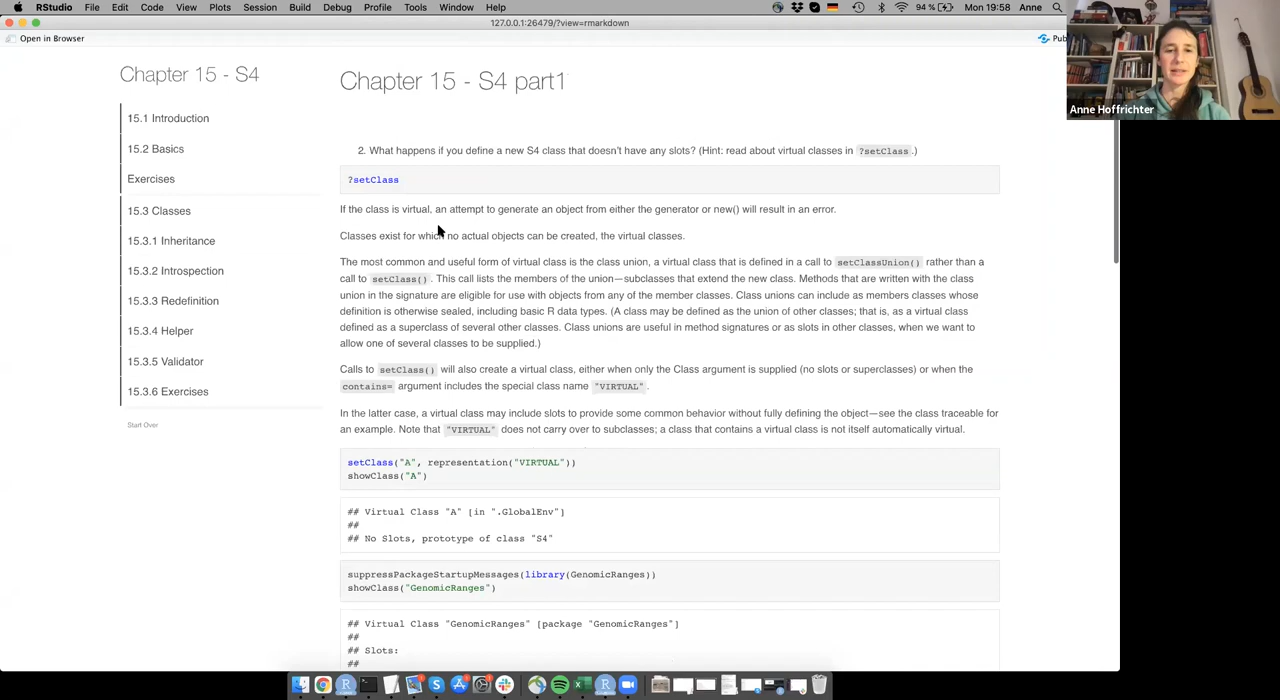 RStudio File Edit Code View Plots Session Build Debug Profile Tools Window Help 94 % Mon 19:58 Anne
127.0.0.1:26479/?view=rmarkdown
Open in Browser Pub
Anne Hoffrichter
Chapter 15 - S4
15.1 Introduction
15.2 Basics
Exercises
15.3 Classes
15.3.1 Inheritance
15.3.2 Introspection
15.3.3 Redefinition
15.3.4 Helper
15.3.5 Validator
15.3.6 Exercises
Start Over
Chapter 15 - S4 part1
2. What happens if you define a new S4 class that doesn't have any slots? (Hint: read about virtual classes in ?setClass.)
?setClass
If the class is virtual, an attempt to generate an object from either the generator or new() will result in an error.
Classes exist for which no actual objects can be created, the virtual classes.
The most common and useful form of virtual class is the class union, a virtual class that is defined in a call to setClassUnion() rather than a
call to setClass(). This call lists the members of the union—subclasses that extend the new class. Methods that are written with the class
union in the signature are eligible for use with objects from any of the member classes. Class unions can include as members classes whose
definition is otherwise sealed, including basic R data types. (A class may be defined as the union of other classes; that is, as a virtual class
defined as a superclass of several other classes. Class unions are useful in method signatures or as slots in other classes, when we want to
allow one of several classes to be supplied.)
Calls to setClass() will also create a virtual class, either when only the Class argument is supplied (no slots or superclasses) or when the
contains= argument includes the special class name "VIRTUAL".
In the latter case, a virtual class may include slots to provide some common behavior without fully defining the object—see the class traceable for
an example. Note that "VIRTUAL" does not carry over to subclasses; a class that contains a virtual class is not itself automatically virtual.
setClass("A", representation("VIRTUAL"))
showClass("A")
## Virtual Class "A" [in ".GlobalEnv"]
##
## No Slots, prototype of class "S4"
suppressPackageStartupMessages(library(GenomicRanges))
showClass("GenomicRanges")
## Virtual Class "GenomicRanges" [package "GenomicRanges"]
##
## Slots:
##